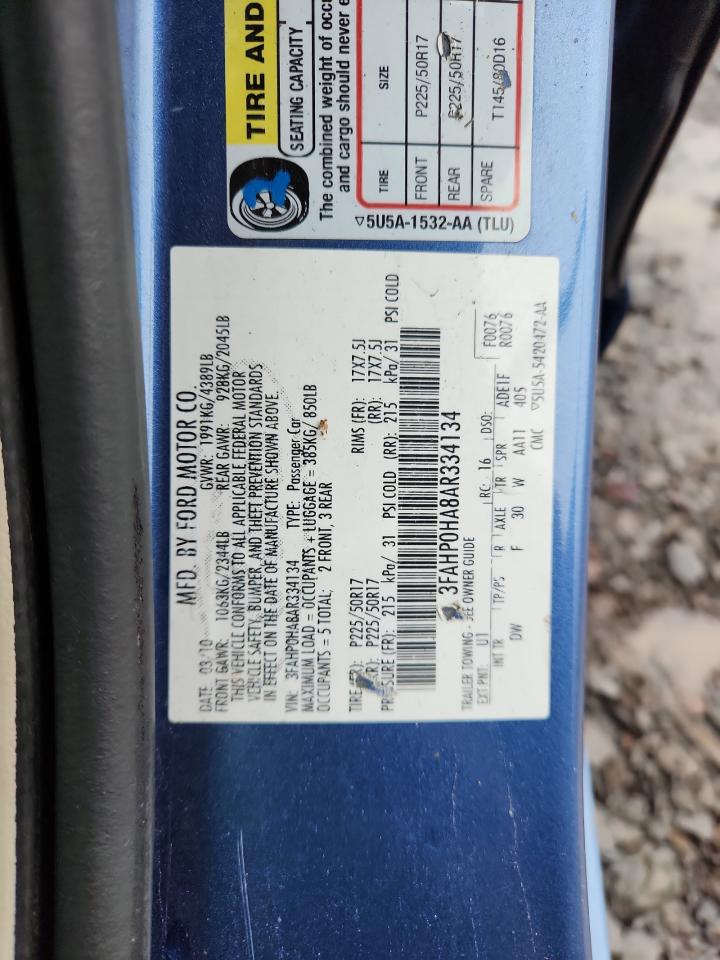 TIRE AND
SEATING CAPACITY
The combined weight of occu
and cargo should never e
TIRE SIZE
FRONT P225/50R17
REAR P225/50R17
SPARE T145/80D16
▽5U5A-1532-AA (TLU)
MFD. BY FORD MOTOR CO.
DATE: 03/10 GVWR: 1991KG/4389LB
FRONT GAWR: 1063KG/2344LB REAR GAWR: 928KG/2045LB
THIS VEHICLE CONFORMS TO ALL APPLICABLE FEDERAL MOTOR
VEHICLE SAFETY, BUMPER, AND THEFT PREVENTION STANDARDS
IN EFFECT ON THE DATE OF MANUFACTURE SHOWN ABOVE.
VIN: 3FAHP0HA8AR334134 TYPE: Passenger Car
MAXIMUM LOAD = OCCUPANTS + LUGGAGE = 385KG/ 850LB
OCCUPANTS = 5 TOTAL; 2 FRONT, 3 REAR
TIRE(FR): P225/50R17 RIMS (FR): 17X7.5J
P225/50R17 (RR): 17X7.5J
PRESSURE (FR): 215 kPa/ 31 PSI COLD (RR): 215 kPa/ 31 PSI COLD
3FAHP0HA8AR334134
TRAILER TOWING - SEE OWNER GUIDE
EXT PNT: U1 RC: 16 DSO: F0076
R0076
INT TR TP/PS R AXLE TR SPR ADE1F
DW F 30 W AA11 405
CMC ▽5U5A-5420472-AA